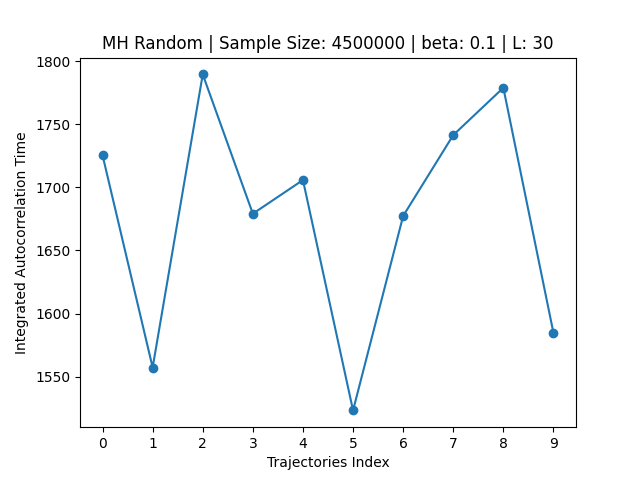 MH Random | Sample Size: 4500000 | beta: 0.1 | L: 30
Integrated Autocorrelation Time
1800
1750
1700
1650
1600
1550
0 1 2 3 4 5 6 7 8 9
Trajectories Index